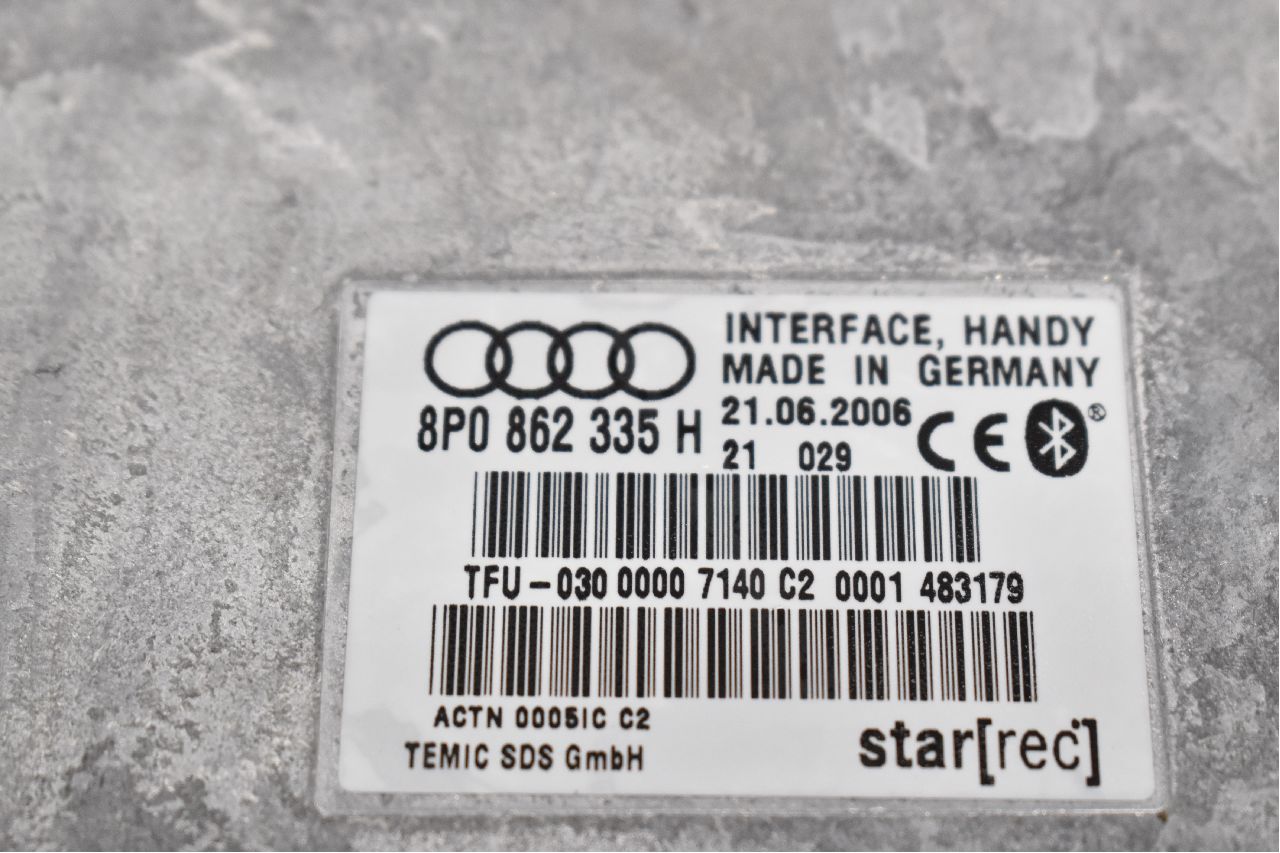 INTERFACE, HANDY
MADE IN GERMANY
8P0 862 335 H
21.06.2006
21 029
CE
®
TFU-030 0000 7140 C2 0001 483179
ACTN 0005IC C2
TEMIC SDS GmbH
star[rec]